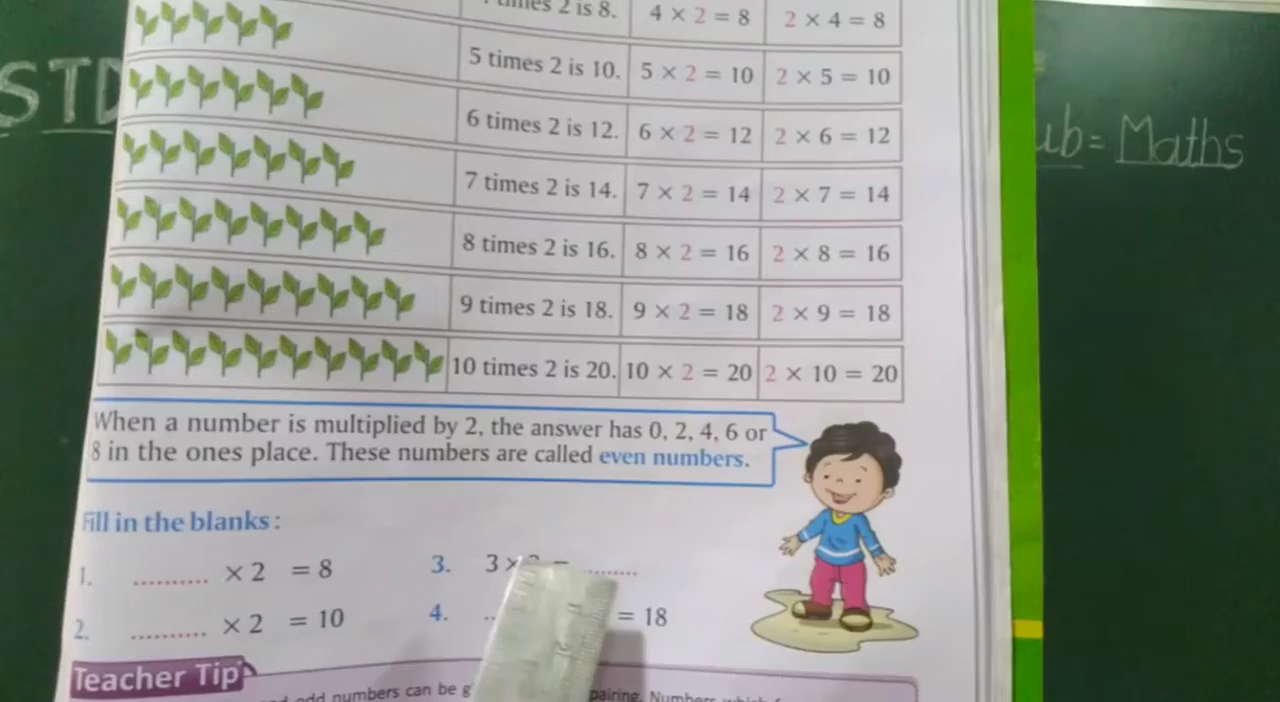 2 is 8. 4 × 2 = 8 2 × 4 = 8
5 times 2 is 10. 5 × 2 = 10 2 × 5 = 10
STD
6 times 2 is 12. 6 × 2 = 12 2 × 6 = 12
ub = Maths
7 times 2 is 14. 7 × 2 = 14 2 × 7 = 14
8 times 2 is 16. 8 × 2 = 16 2 × 8 = 16
9 times 2 is 18. 9 × 2 = 18 2 × 9 = 18
10 times 2 is 20. 10 × 2 = 20 2 × 10 = 20
When a number is multiplied by 2, the answer has 0, 2, 4, 6 or
8 in the ones place. These numbers are called even numbers.
Fill in the blanks :
1. .......... × 2 = 8 3. 3 × ........
2. .......... × 2 = 10 4. .. = 18
Teacher Tip
odd numbers can be pairing. Numbers